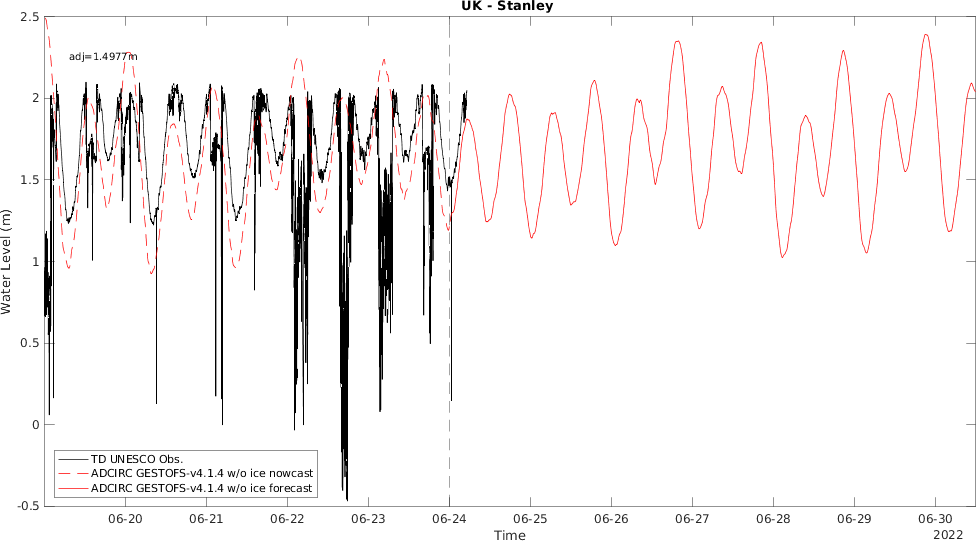 UK - Stanley
adj=1.4977m
2.5
2
1.5
1
0.5
0
-0.5
Water Level (m)
TD UNESCO Obs.
ADCIRC GESTOFS-v4.1.4 w/o ice nowcast
ADCIRC GESTOFS-v4.1.4 w/o ice forecast
06-20 06-21 06-22 06-23 06-24 06-25 06-26 06-27 06-28 06-29 06-30
Time
2022